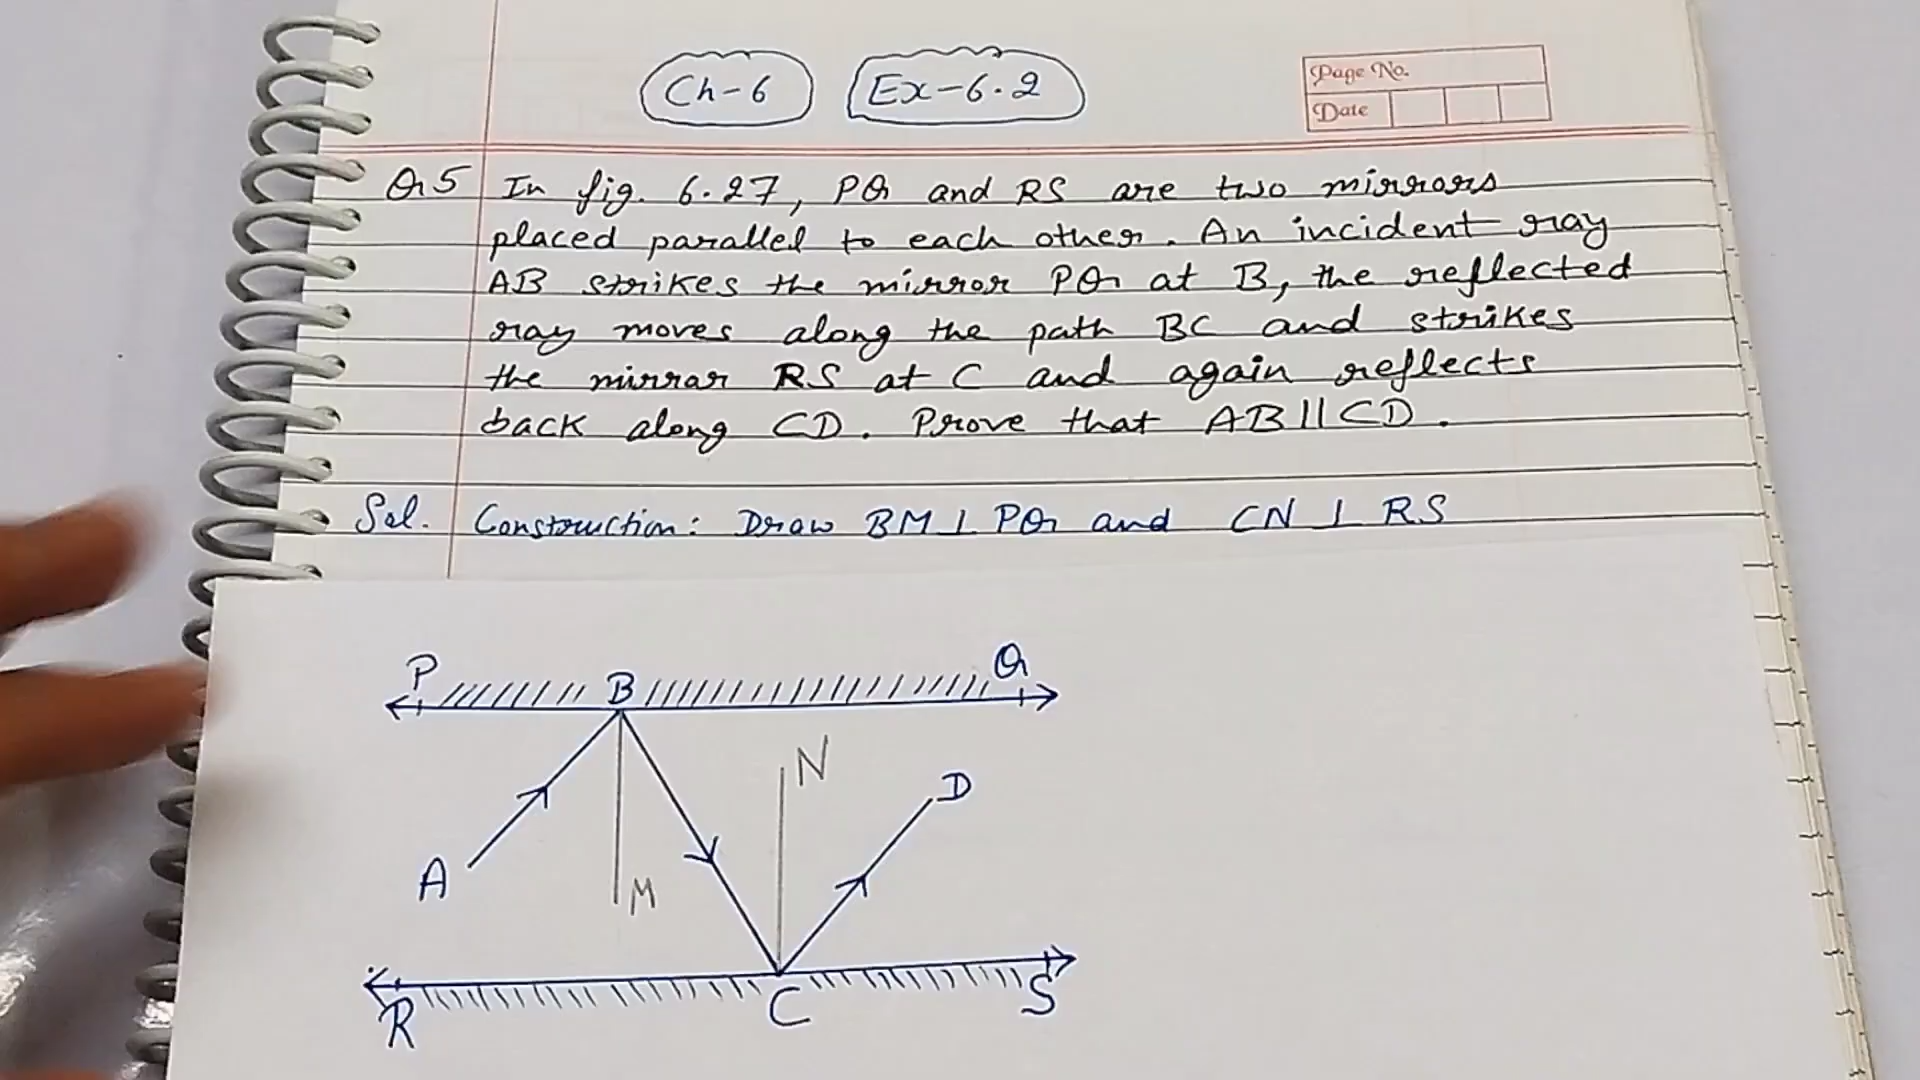 Ch-6 Ex-6.2
Page No.
Date
Q5 In fig. 6.27, PQ and RS are two mirrors
placed parallel to each other. An incident ray
AB strikes the mirror PQ at B, the reflected
ray moves along the path BC and strikes
the mirrar RS at C and again reflects
back along CD. Prove that AB||CD.
Sol. Construction: Draw BM⊥PQ and CN ⊥ RS
P B Q
N
D
A
M
R C S